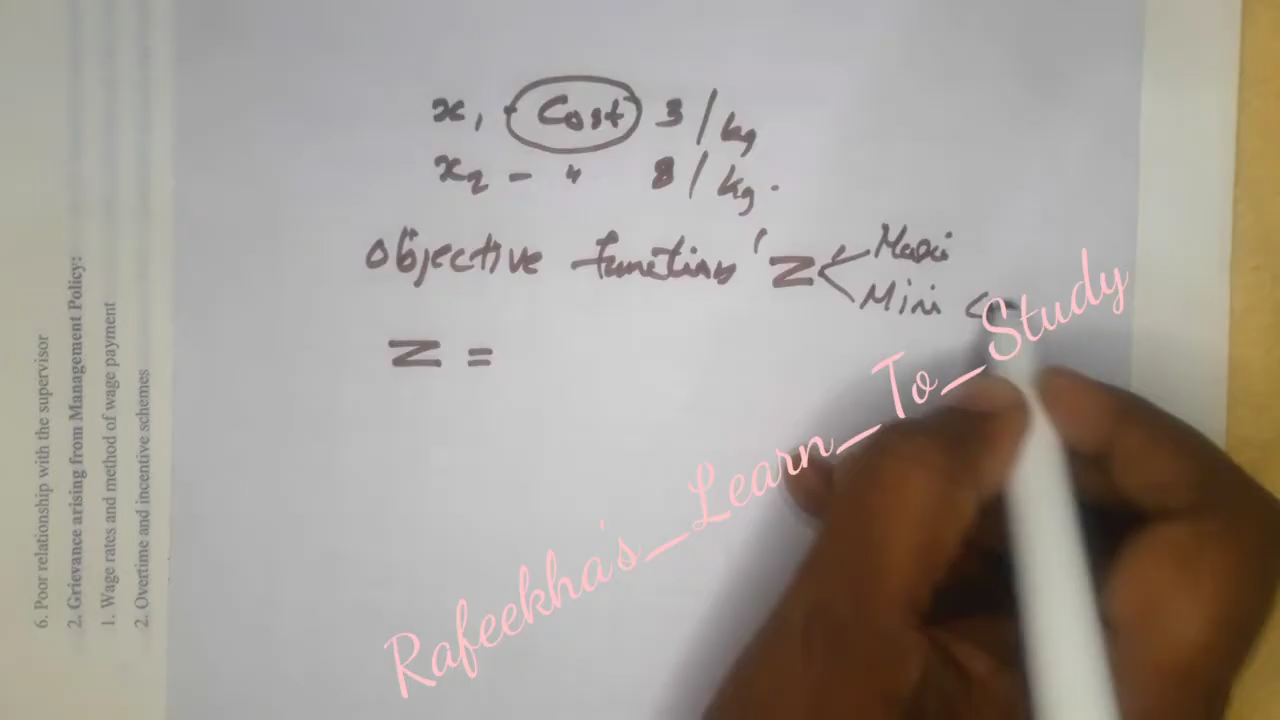 x₁ - Cost 3/kg
x₂ - " 8/kg.
Objective function 'Z Maxi
Mini
Z =
Rafeekha's_Learn_To_Study
6. Poor relationship with the supervisor
2. Grievance arising from Management Policy:
1. Wage rates and method of wage payment
2. Overtime and incentive schemes